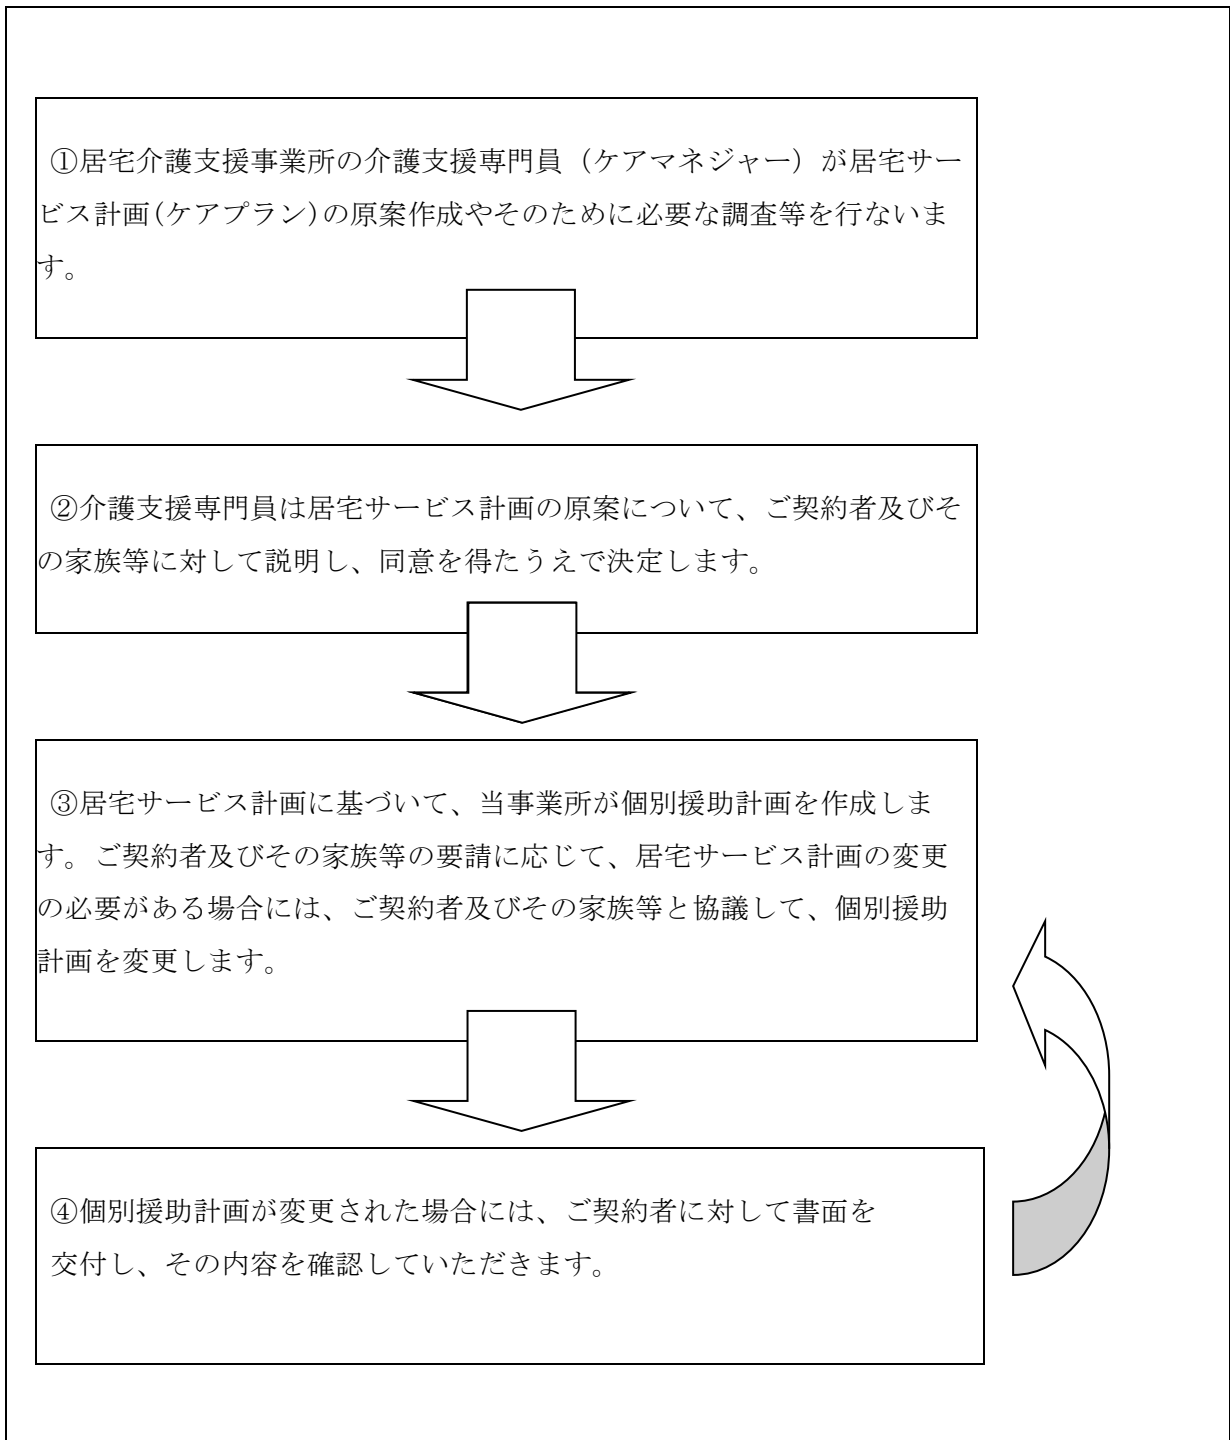 ①居宅介護支援事業所の介護支援専門員（ケアマネジャー）が居宅サー
ビス計画(ケアプラン)の原案作成やそのために必要な調査等を行ないま
す。
②介護支援専門員は居宅サービス計画の原案について、ご契約者及びそ
の家族等に対して説明し、同意を得たうえで決定します。
③居宅サービス計画に基づいて、当事業所が個別援助計画を作成しま
す。ご契約者及びその家族等の要請に応じて、居宅サービス計画の変更
の必要がある場合には、ご契約者及びその家族等と協議して、個別援助
計画を変更します。
④個別援助計画が変更された場合には、ご契約者に対して書面を
交付し、その内容を確認していただきます。